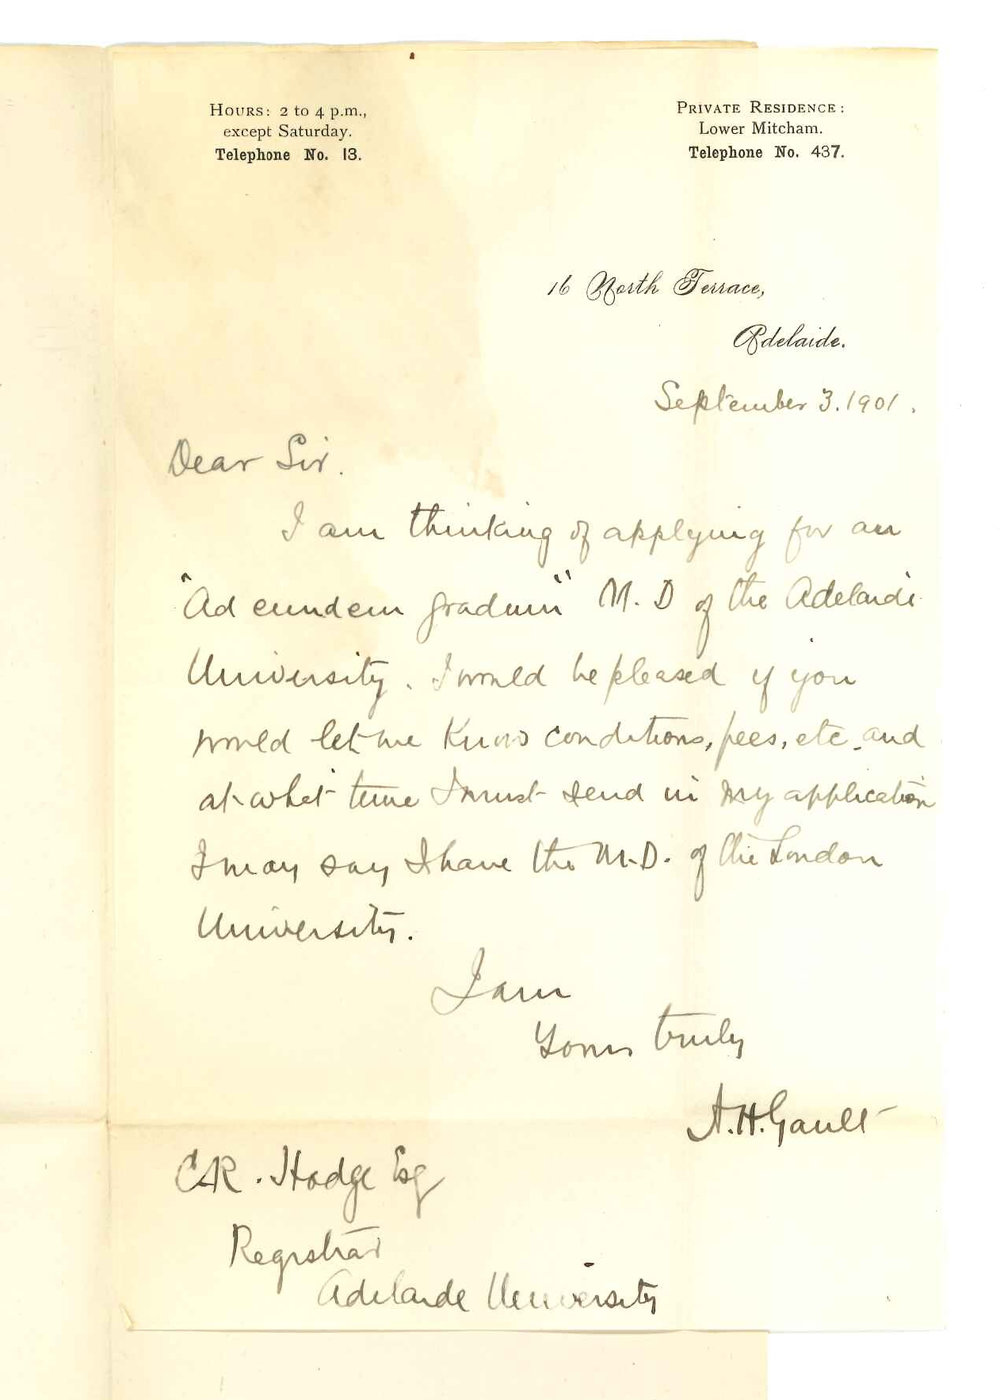 HOURS: 2 to 4 p.m.,
except Saturday.
Telephone No. 13.
PRIVATE RESIDENCE:
Lower Mitcham.
Telephone No. 437.
16 North Terrace,
Adelaide.
September 3. 1901.
Dear Sir.
I am thinking of applying for an
"Ad eundem gradum" M.D of the Adelaide
University. I would be pleased if you
would let me know conditions, fees, etc. and
at what time I must send in my application
I may say I have the M.D. of the London
University.
I am
Yours truly
A.H. Gault
C.R. Hodge Esq
Registrar
Adelaide University